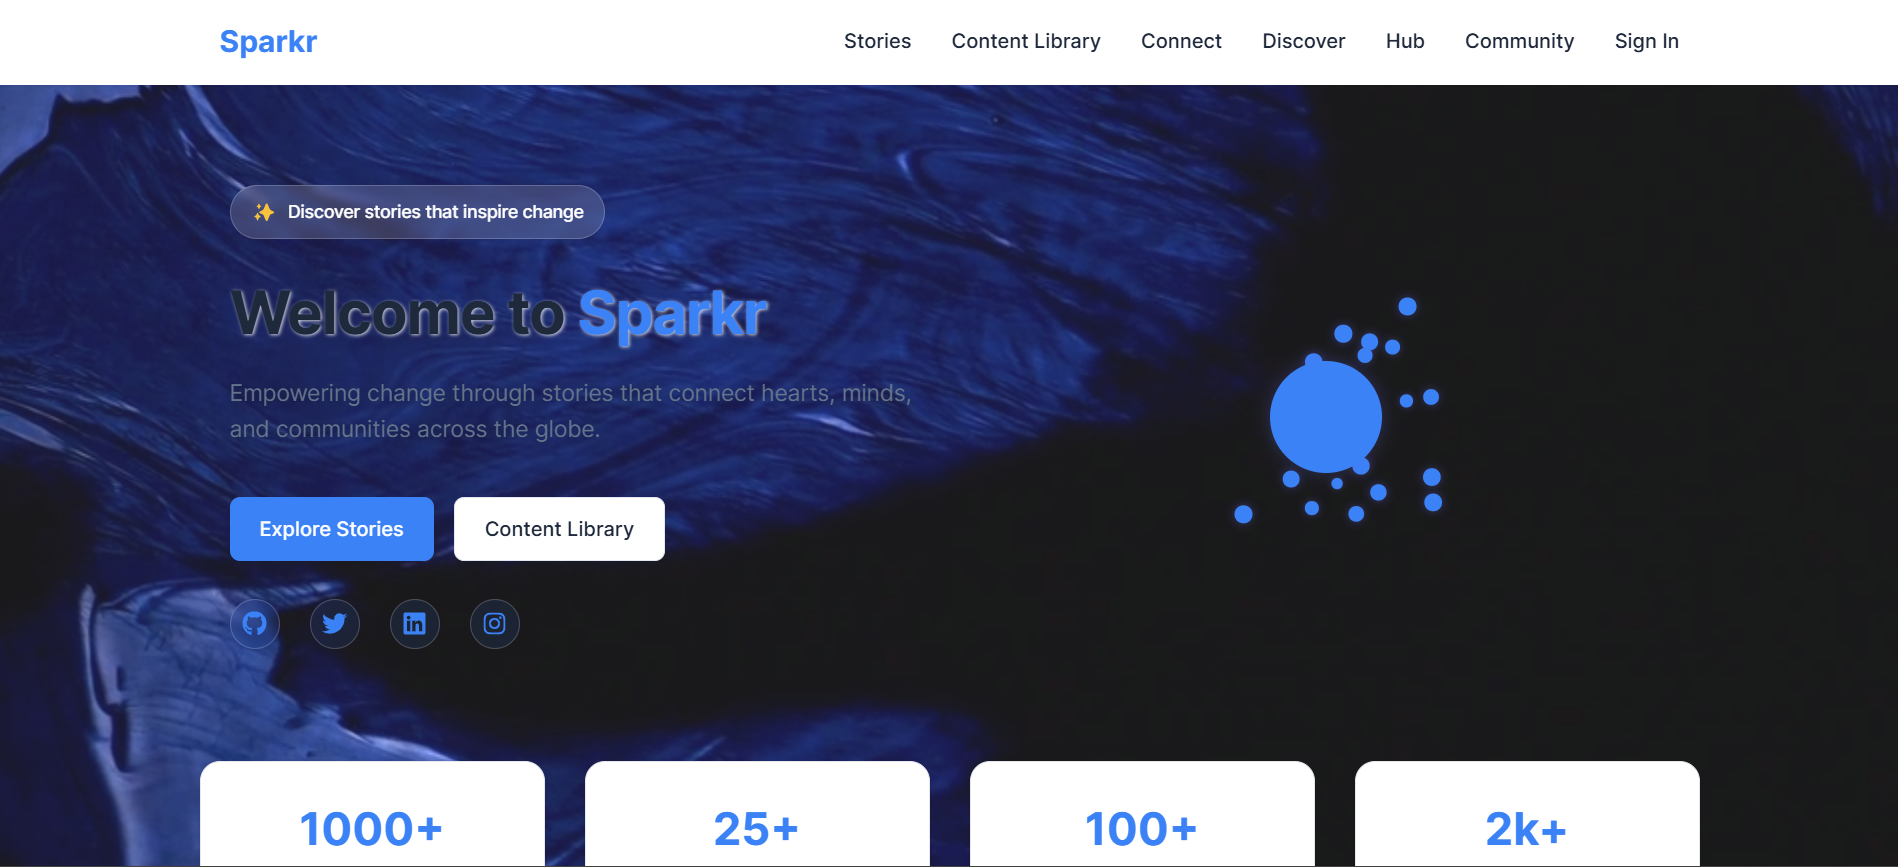 Sparkr
Stories Content Library Connect Discover Hub Community Sign In
✨ Discover stories that inspire change
Welcome to Sparkr
Empowering change through stories that connect hearts, minds,
and communities across the globe.
Explore Stories
Content Library
in
1000+
25+
100+
2k+